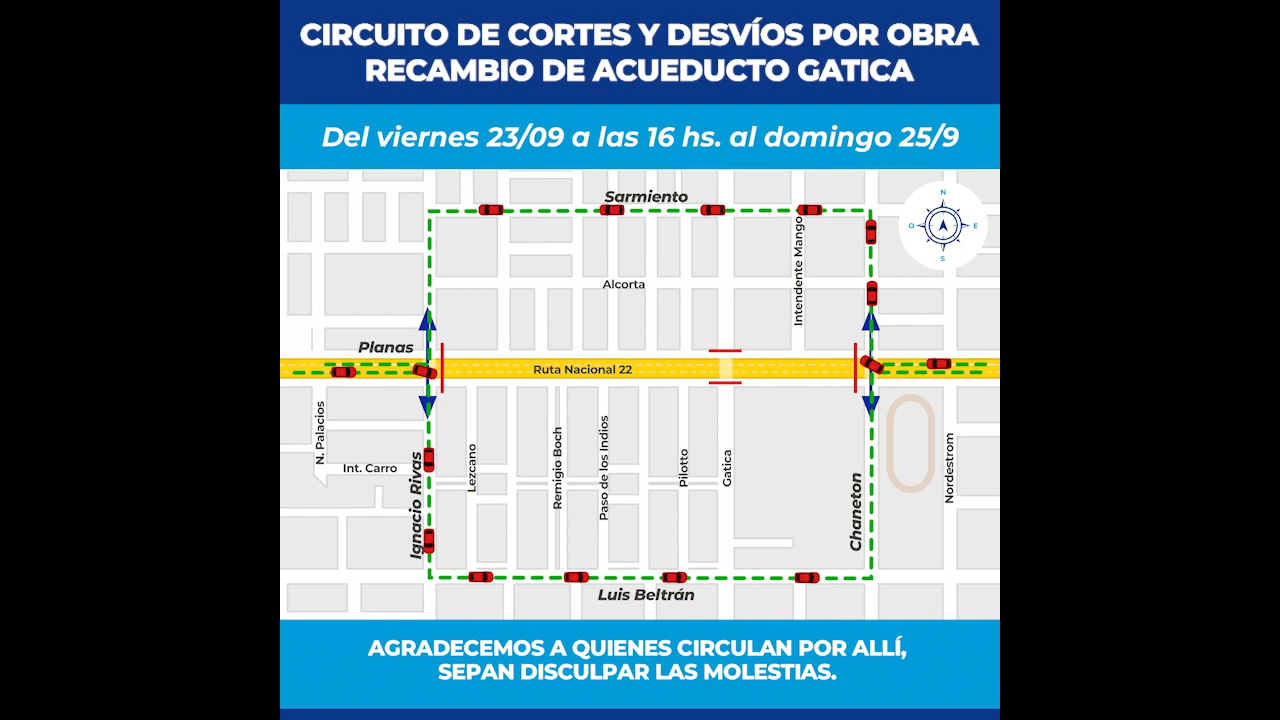 CIRCUITO DE CORTES Y DESVÍOS POR OBRA
RECAMBIO DE ACUEDUCTO GATICA
Del viernes 23/09 a las 16 hs. al domingo 25/9
Sarmiento
N
O
E
S
Intendente Mango
Alcorta
Planas
Ruta Nacional 22
N. Palacios
Int. Carro
Ignacio Rivas
Lezcano
Remigio Boch
Paso de los Indios
Pilotto
Gatica
Chaneton
Nordestrom
Luis Beltrán
AGRADECEMOS A QUIENES CIRCULAN POR ALLÍ,
SEPAN DISCULPAR LAS MOLESTIAS.